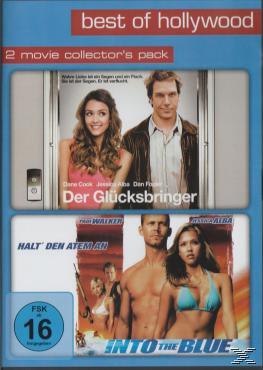 best of hollywood
2 movie collector's pack
Wahre Liebe ist ein Segen und ein Fluch.
Sie ist der Segen. Er ist verflucht.
Dane Cook Jessica Alba Dan Fogler
Der Glücksbringer
PAUL WALKER JESSICA ALBA
HALT' DEN ATEM AN
INTO THE BLUE
FSK
ab
16
freigegeben